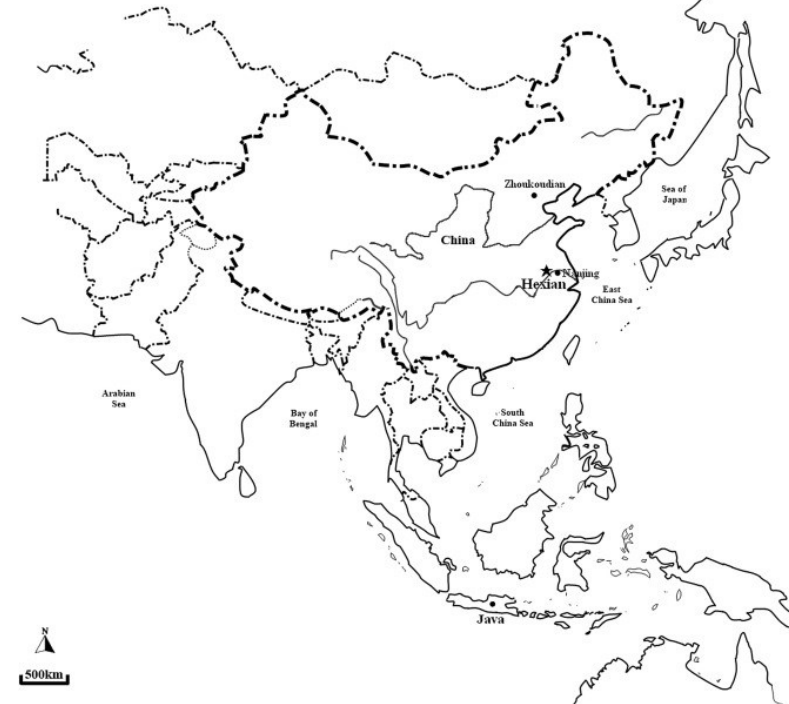 Zhoukoudian
Sea of
Japan
China
Nanjing
Hexian
East
China Sea
Arabian
Sea
Bay of
Bengal
South
China Sea
Java
N
500km